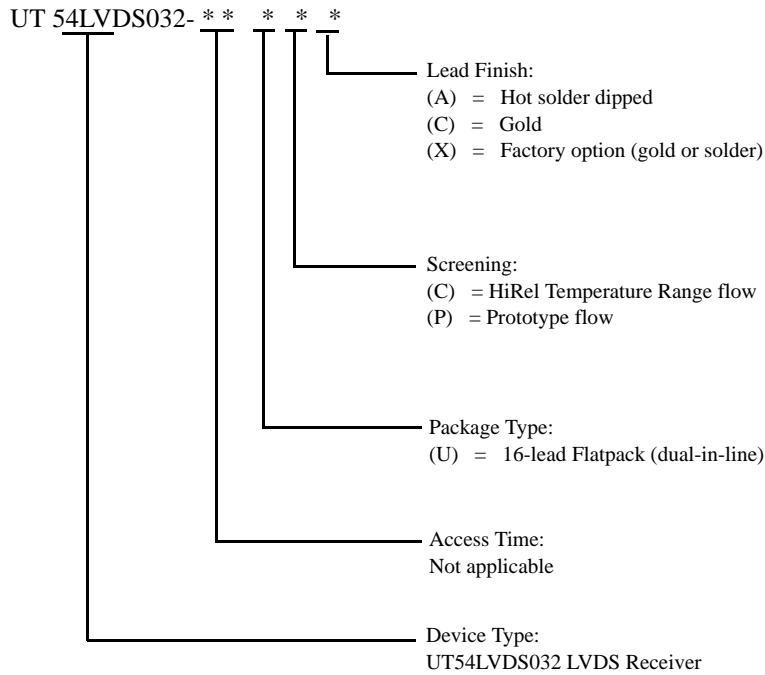 UT 54LVDS032- * * * * *
Lead Finish:
(A) = Hot solder dipped
(C) = Gold
(X) = Factory option (gold or solder)
Screening:
(C) = HiRel Temperature Range flow
(P) = Prototype flow
Package Type:
(U) = 16-lead Flatpack (dual-in-line)
Access Time:
Not applicable
Device Type:
UT54LVDS032 LVDS Receiver